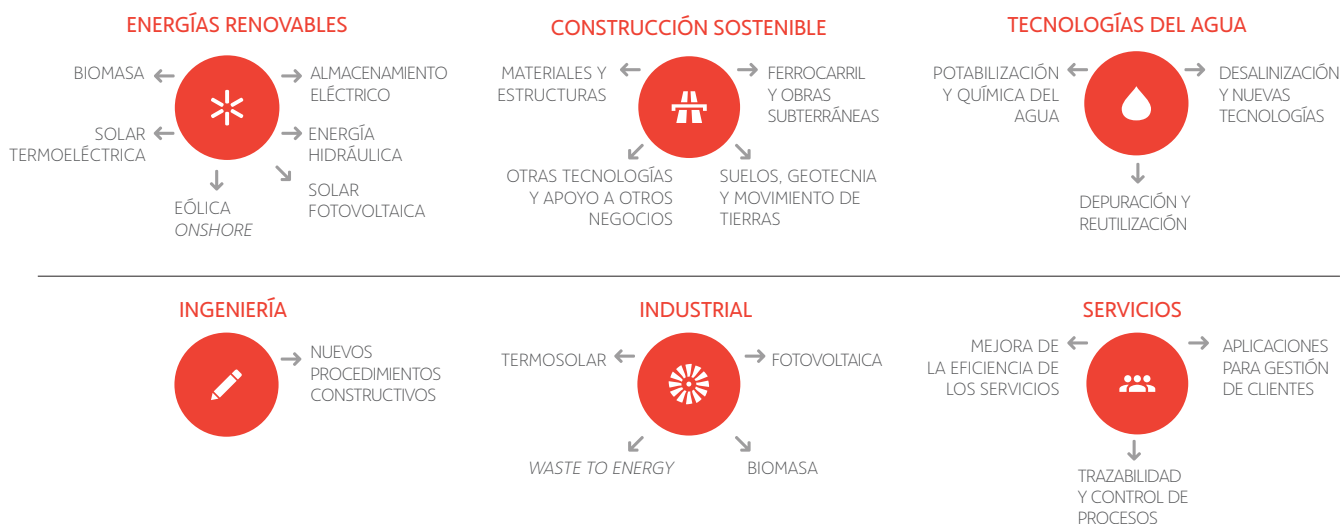 ENERGÍAS RENOVABLES
BIOMASA
ALMACENAMIENTO
ELÉCTRICO
SOLAR
TERMOELÉCTRICA
ENERGÍA
HIDRÁULICA
EÓLICA
ONSHORE
SOLAR
FOTOVOLTAICA
CONSTRUCCIÓN SOSTENIBLE
MATERIALES Y
ESTRUCTURAS
FERROCARRIL
Y OBRAS
SUBTERRÁNEAS
OTRAS TECNOLOGÍAS
Y APOYO A OTROS
NEGOCIOS
SUELOS, GEOTECNIA
Y MOVIMIENTO DE
TIERRAS
TECNOLOGÍAS DEL AGUA
POTABILIZACIÓN
Y QUÍMICA DEL
AGUA
DESALINIZACIÓN
Y NUEVAS
TECNOLOGÍAS
DEPURACIÓN Y
REUTILIZACIÓN
INGENIERÍA
NUEVOS
PROCEDIMIENTOS
CONSTRUCTIVOS
INDUSTRIAL
TERMOSOLAR
FOTOVOLTAICA
WASTE TO ENERGY
BIOMASA
SERVICIOS
MEJORA DE
LA EFICIENCIA DE
LOS SERVICIOS
APLICACIONES
PARA GESTIÓN
DE CLIENTES
TRAZABILIDAD
Y CONTROL DE
PROCESOS